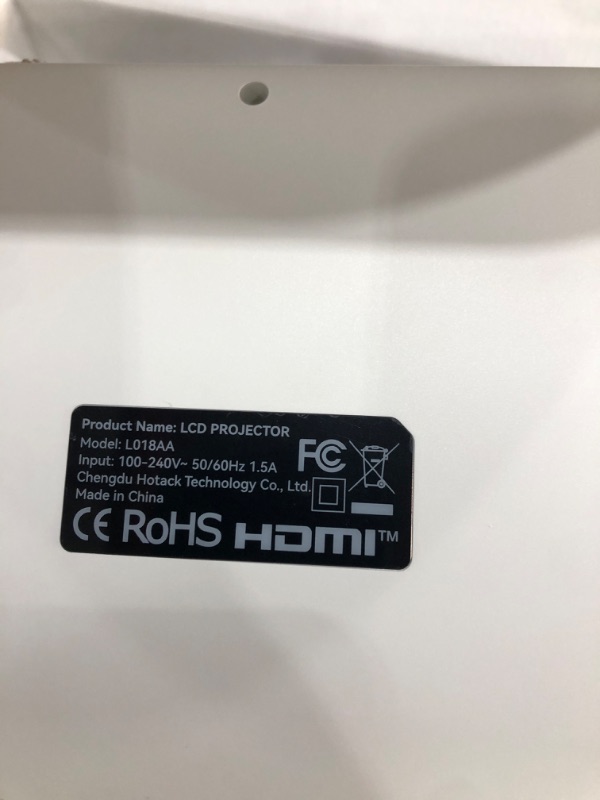 Product Name: LCD PROJECTOR
Model: L018AA
Input: 100-240V~ 50/60Hz 1.5A
Chengdu Hotack Technology Co., Ltd.
Made in China
FC
CE RoHS HDMI™